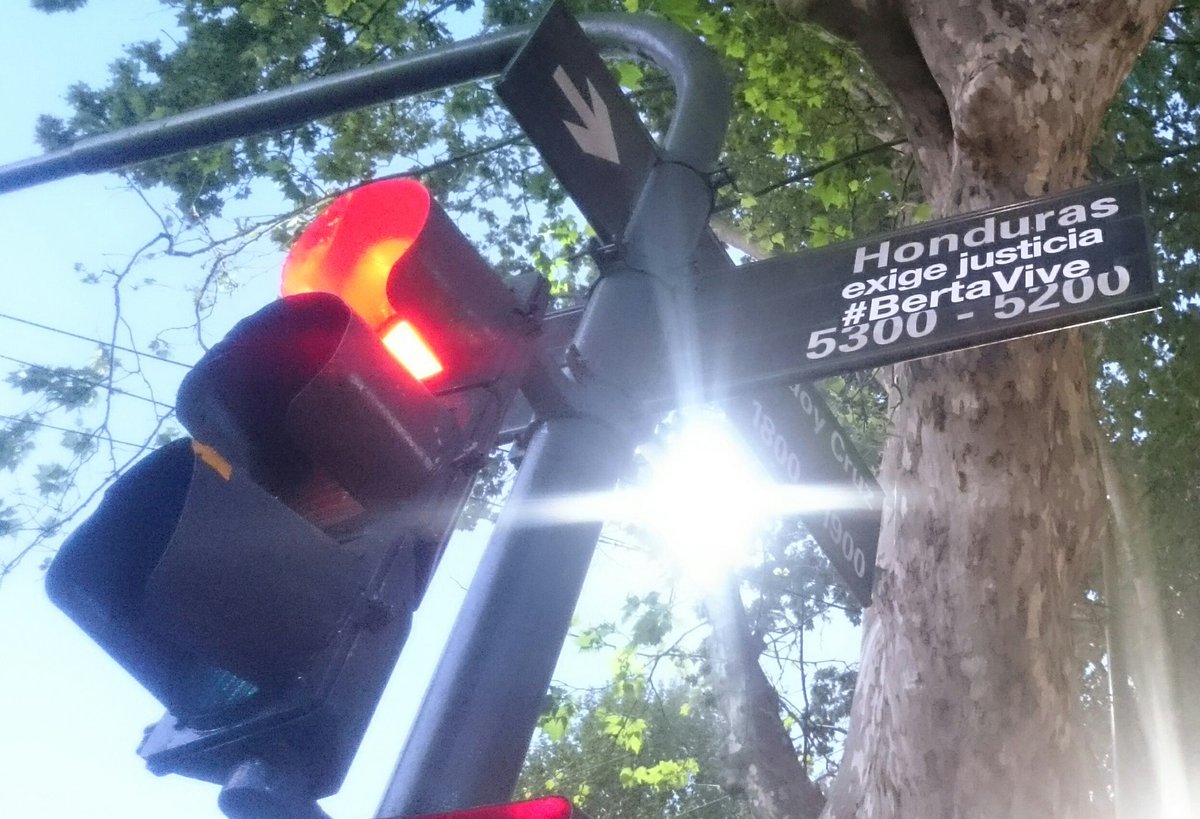 Honduras
exige justicia
#BertaVive
5300 - 5200
1800
1900